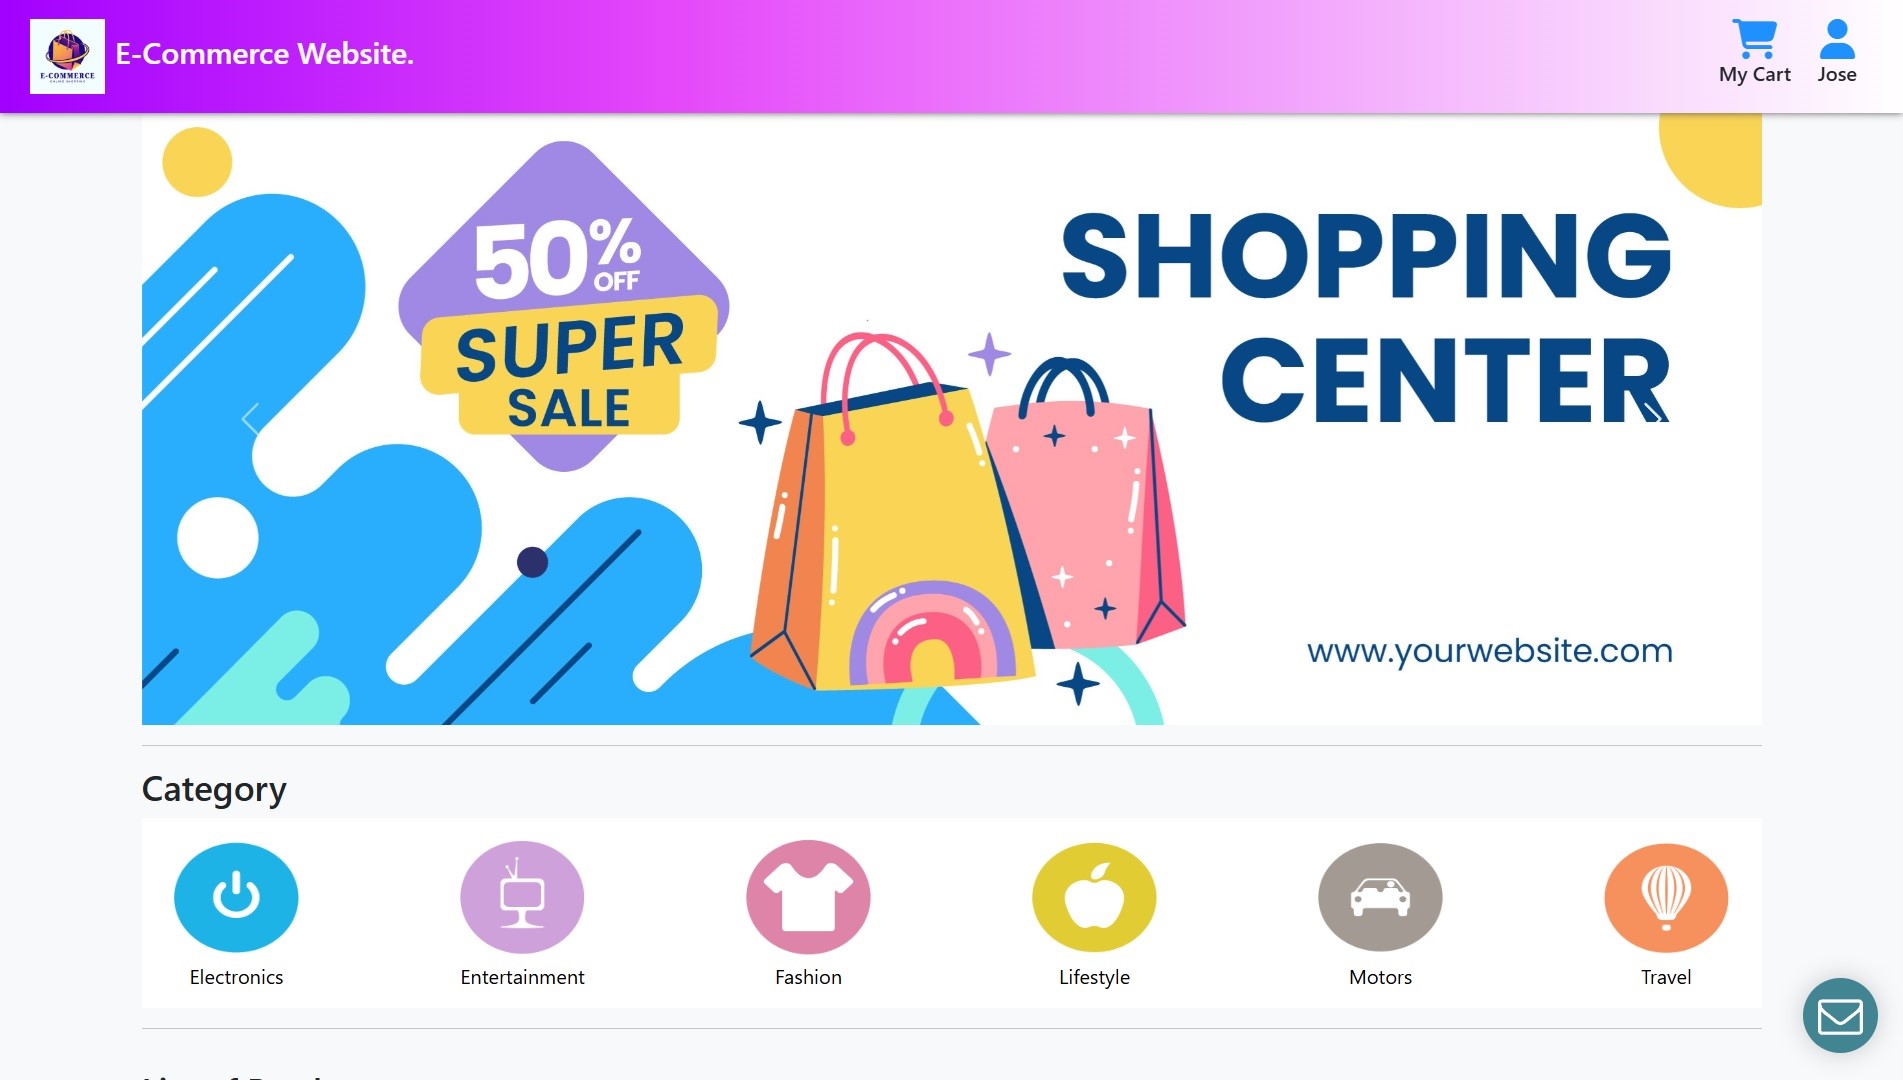 E-COMMERCE
E-Commerce Website.
My Cart
Jose
50%
OFF
SUPER
SALE
SHOPPING
CENTER
www.yourwebsite.com
Category
Electronics
Entertainment
Fashion
Lifestyle
Motors
Travel